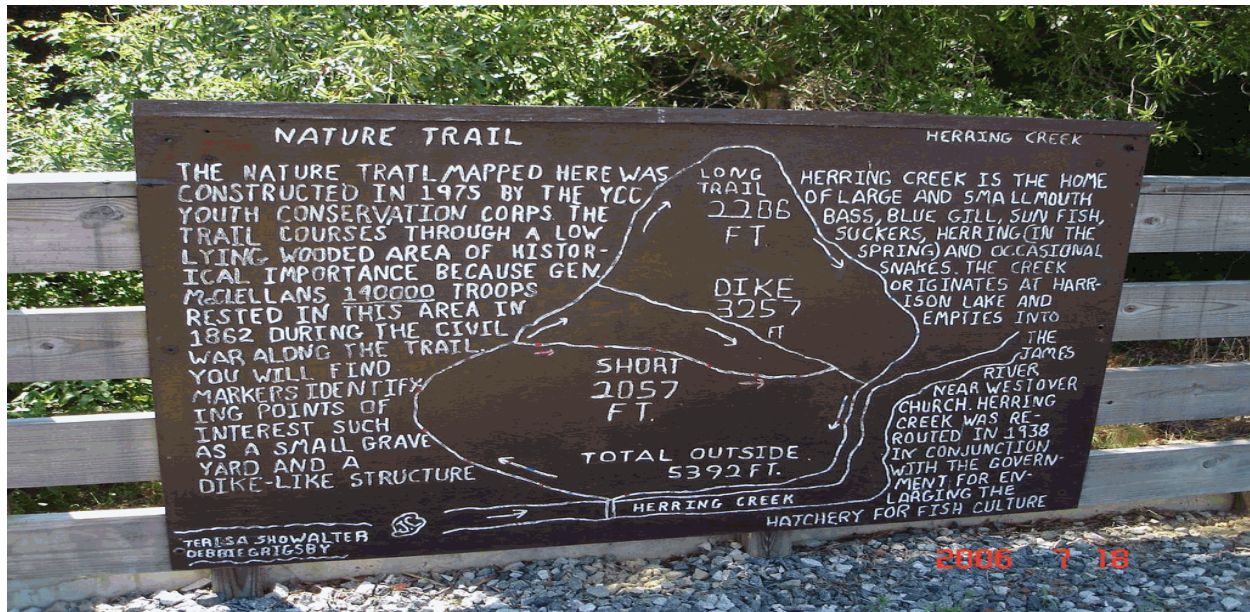 NATURE TRAIL
THE NATURE TRATL MAPPED HERE WAS
CONSTRUCTED IN 1975 BY THE YCC
YOUTH CONSERVATION CORPS. THE
TRAIL COURSES THROUGH A LOW
LYING WOODED AREA OF HISTOR-
ICAL IMPORTANCE BECAUSE GEN.
McCLELLANS 140000 TROOPS
RESTED IN THIS AREA IN
1862 DURING THE CIVIL
WAR ALONG THE TRAIL.
YOU WILL FIND
MARKERS IDENTIFY-
ING POINTS OF
INTEREST SUCH
AS A SMALL GRAVE
YARD AND A
DIKE-LIKE STRUCTURE
TERESA SHOWALTER
DEBBIE GRIGSBY
LONG
TRAIL
2286
FT.
DIKE
3257
FT
SHORT
2057
FT.
TOTAL OUTSIDE
5392 FT.
HERRING CREEK
HERRING CREEK
HERRING CREEK IS THE HOME
OF LARGE AND SMALLMOUTH
BASS, BLUE GILL, SUN FISH,
SUCKERS, HERRING (IN THE
SPRING) AND OCCASIONAL
SNAKES. THE CREEK
ORIGINATES AT HARR-
ISON LAKE AND
EMPTIES INTO
THE
JAMES
RIVER
NEAR WESTOVER
CHURCH. HERRING
CREEK WAS RE-
ROUTED IN 1938
IN CONJUNCTION
WITH THE GOVERN-
MENT FOR EN-
LARGING THE
HATCHERY FOR FISH CULTURE
2006 7 18